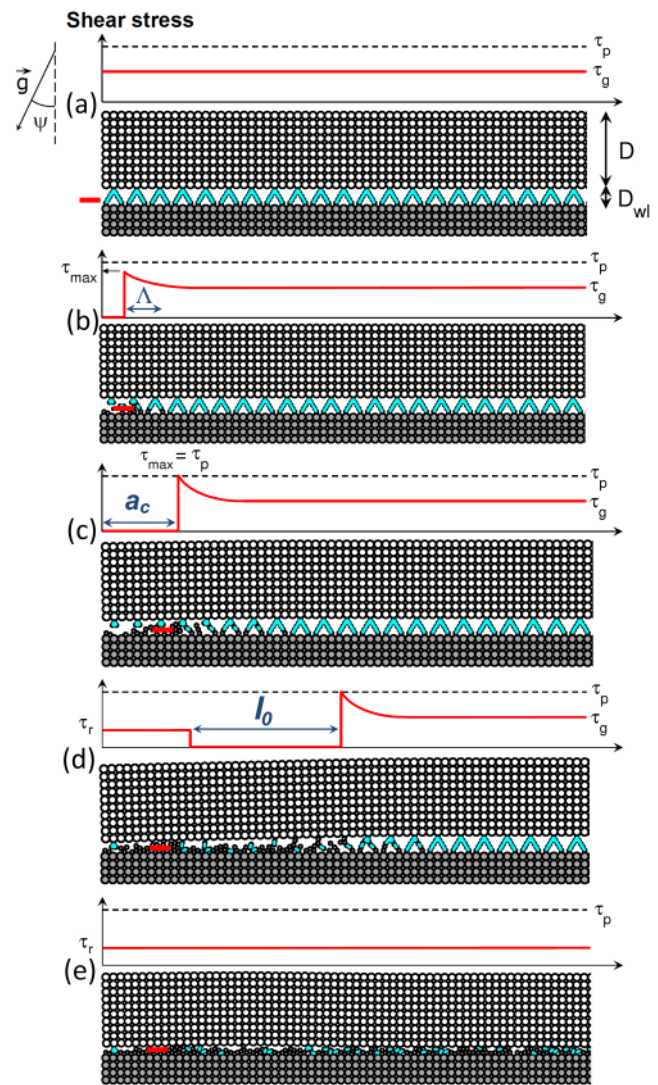 Shear stress
τp
g
τg
ψ
(a)
D
Dwl
τmax
τp
Λ
τg
(b)
τmax = τp
τp
ac
τg
(c)
τp
l0
τr
τg
(d)
τp
τr
(e)